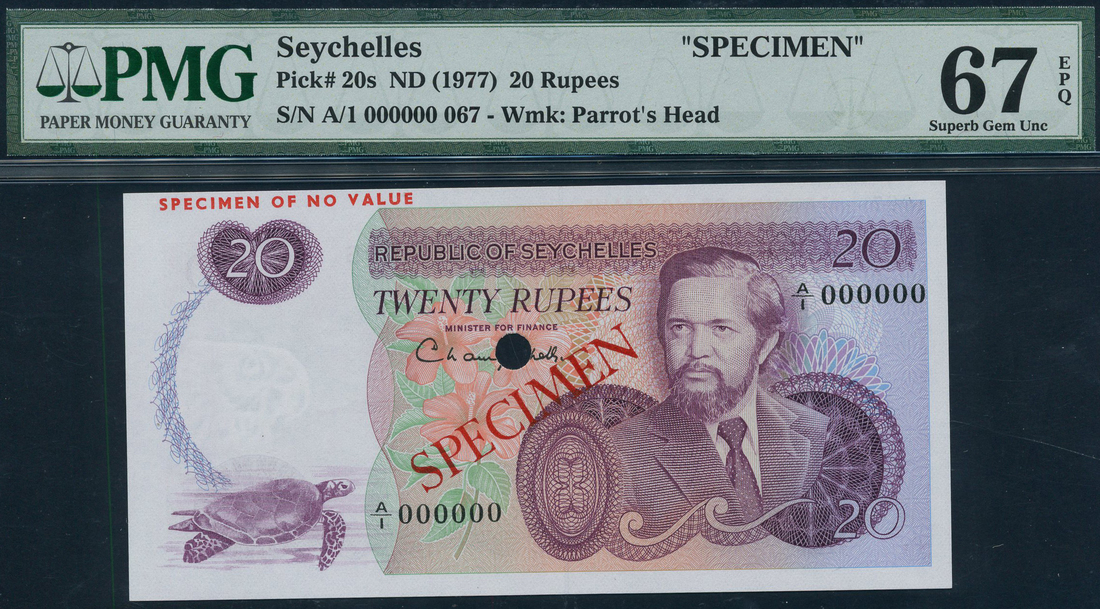 PMG
PAPER MONEY GUARANTY
Seychelles "SPECIMEN"
Pick# 20s ND (1977) 20 Rupees
S/N A/1 000000 067 - Wmk: Parrot's Head
67
EPQ
Superb Gem Unc
SPECIMEN OF NO VALUE
20
REPUBLIC OF SEYCHELLES
20
TWENTY RUPEES
A/1 000000
MINISTER FOR FINANCE
SPECIMEN
A/1 000000
20